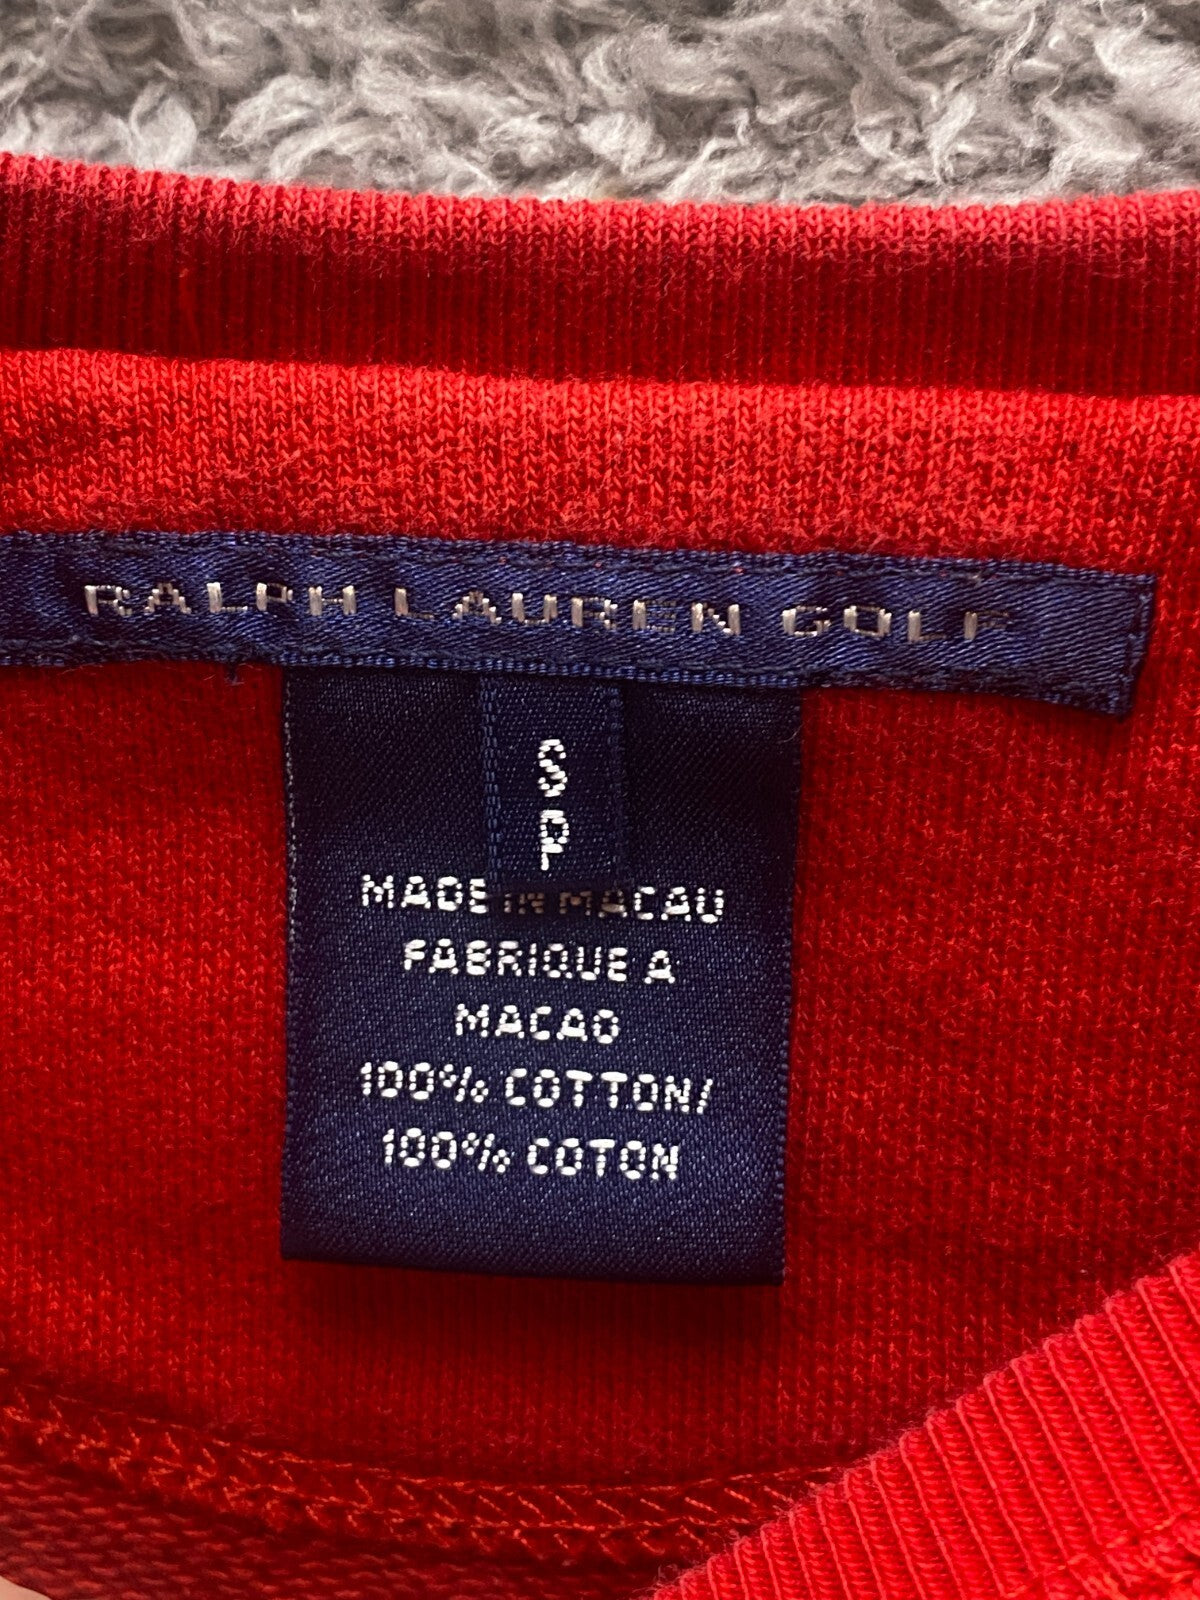 RALPH LAUREN GOLF
S
P
MADE IN MACAU
FABRIQUE A
MACAO
100% COTTON/
100% COTON